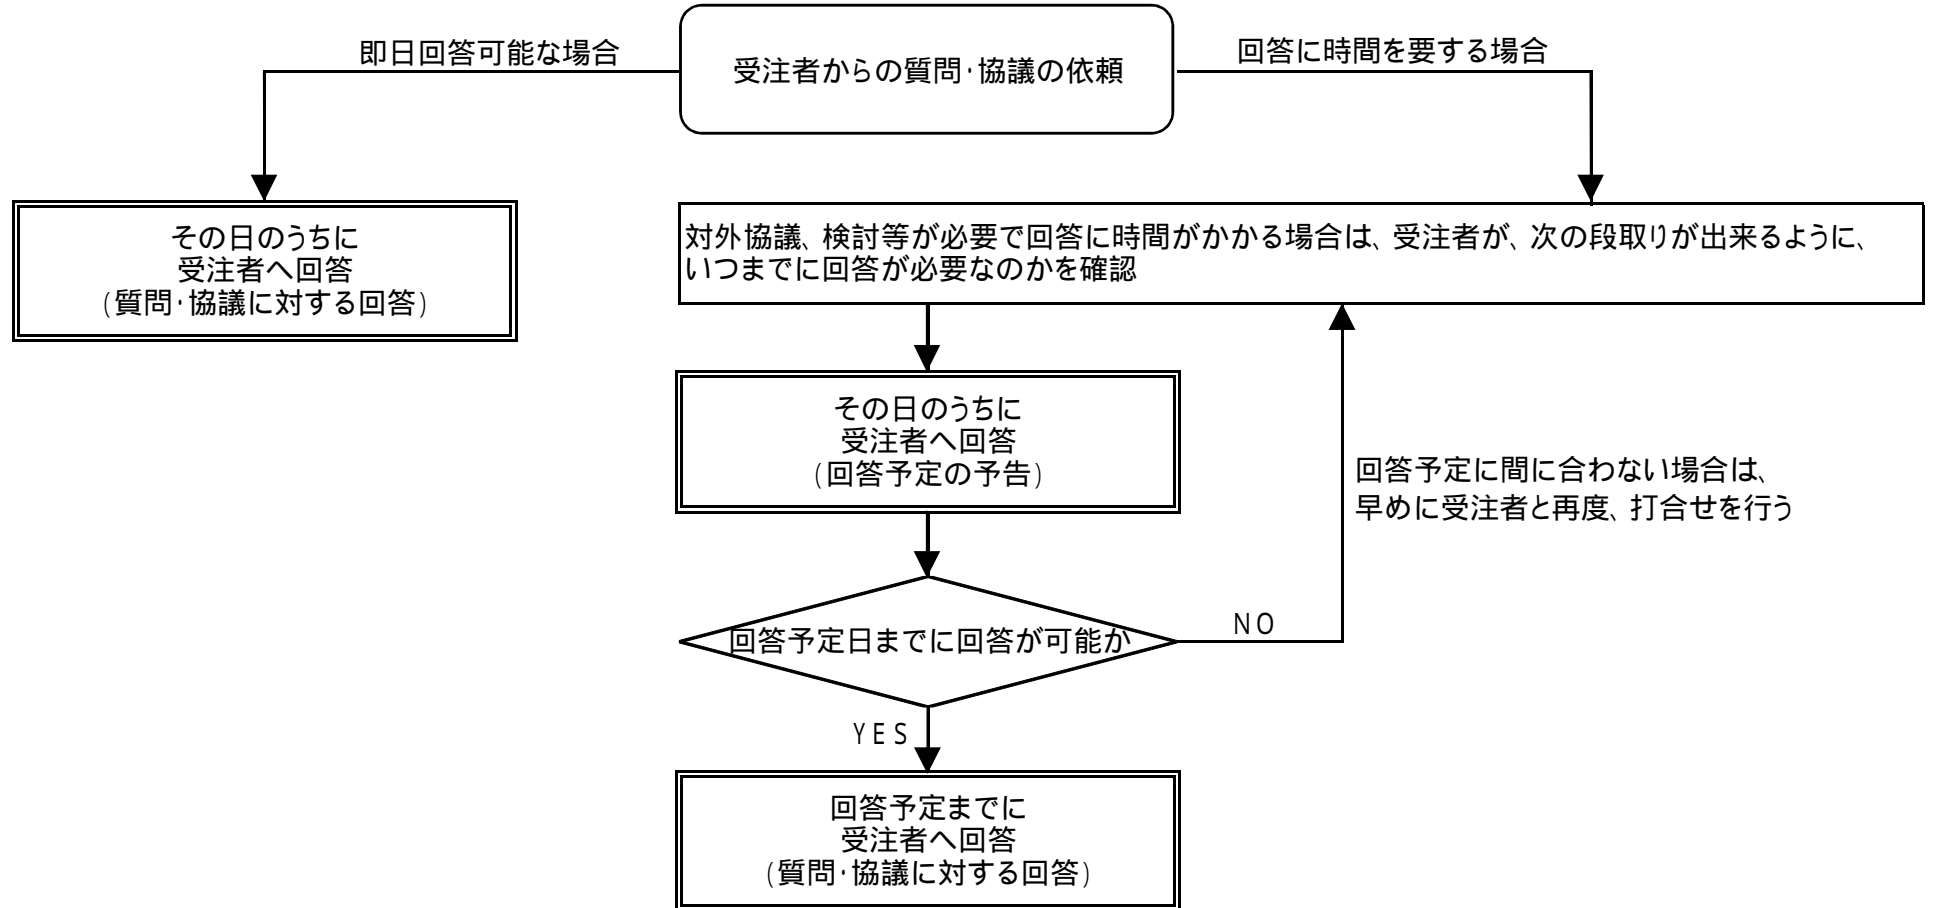 即日回答可能な場合
受注者からの質問・協議の依頼
回答に時間を要する場合
その日のうちに
受注者へ回答
(質問・協議に対する回答)
対外協議、検討等が必要で回答に時間がかかる場合は、受注者が、次の段取りが出来るように、
いつまでに回答が必要なのかを確認
その日のうちに
受注者へ回答
(回答予定の予告)
回答予定に間に合わない場合は、
早めに受注者と再度、打合せを行う
回答予定日までに回答が可能か
NO
YES
回答予定までに
受注者へ回答
(質問・協議に対する回答)